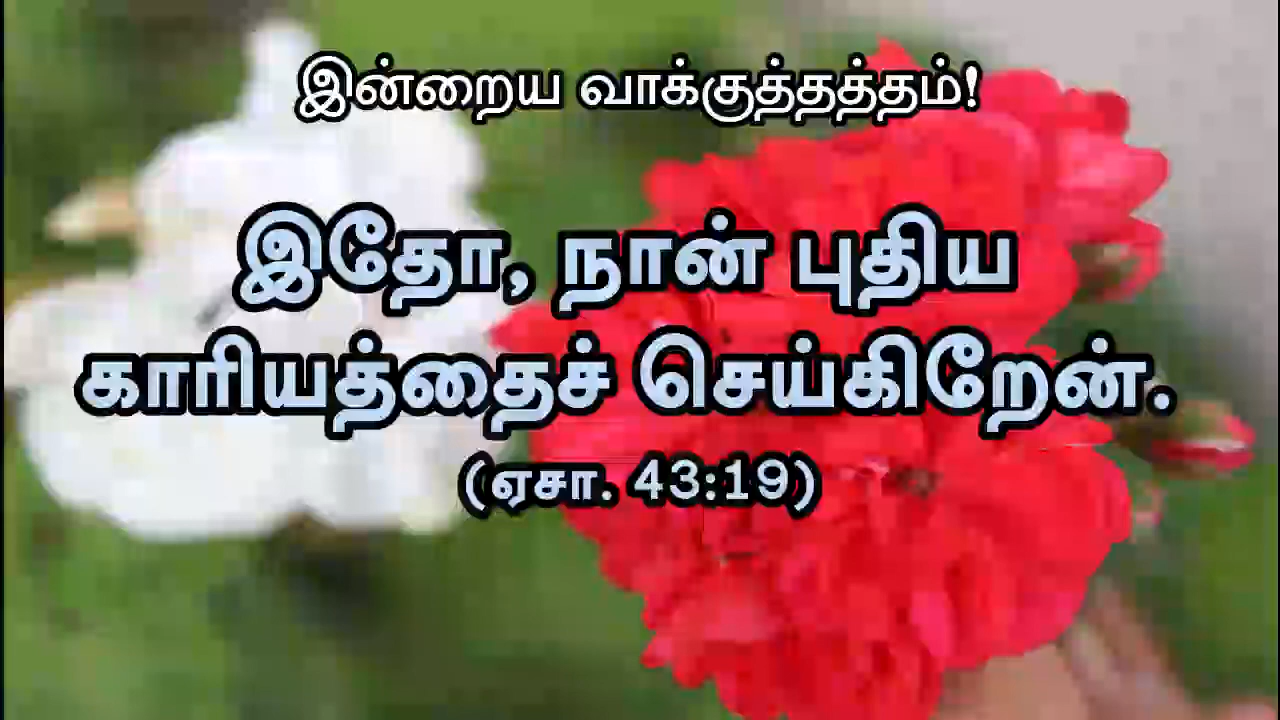 இன்றைய வாக்குத்தத்தம்!
இதோ, நான் புதிய
காரியத்தைச் செய்கிறேன்.
(ஏசா. 43:19)